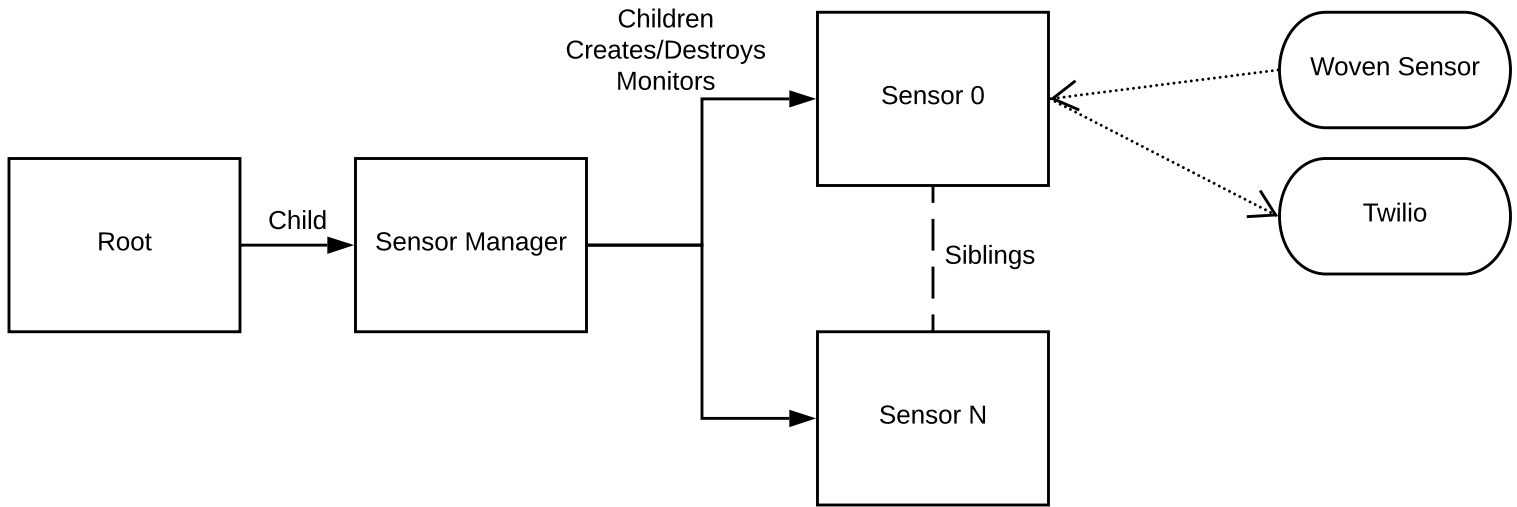 Children
Creates/Destroys
Monitors
Sensor 0
Woven Sensor
Twilio
Root
Child
Sensor Manager
Siblings
Sensor N